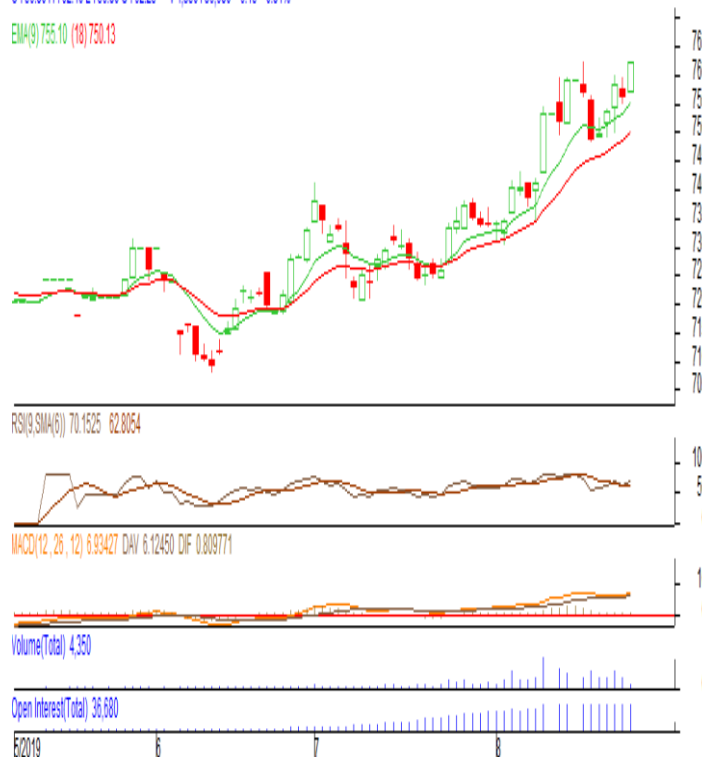 EMA(9) 755.10 (18) 750.13
76
76
75
75
74
74
73
73
72
72
71
71
70
RSI(9,SMA(6)) 70.1525 62.8054
10
5
MACD(12 , 26 , 12) 6.93427 DAV 6.12450 DIF 0.809771
1
Volume(Total) 4,350
Open Interest(Total) 36,680
5/2019 6 7 8